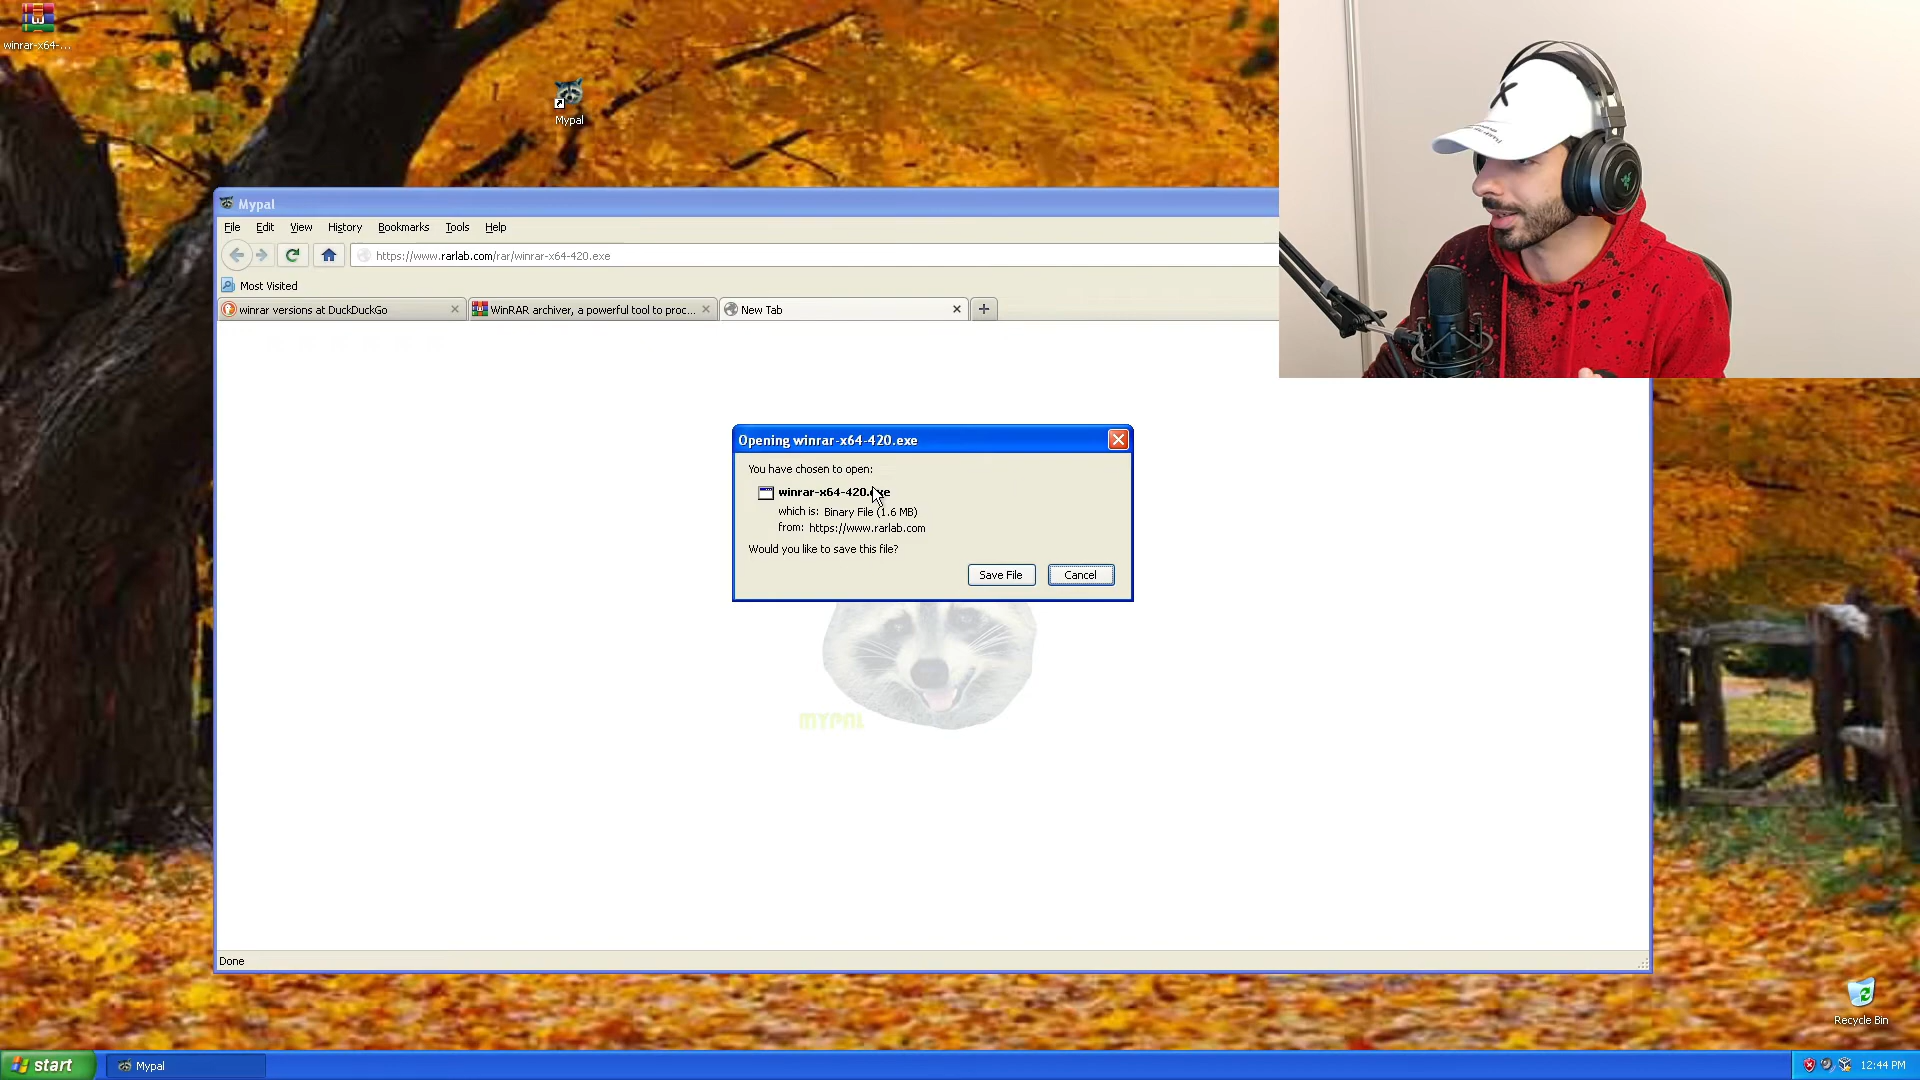 winrar-x64-...
Mypal
Mypal
File Edit View History Bookmarks Tools Help
https://www.rarlab.com/rar/winrar-x64-420.exe
Most Visited
winrar versions at DuckDuckGo
WinRAR archiver, a powerful tool to proc...
New Tab
Opening winrar-x64-420.exe
You have chosen to open:
winrar-x64-420.exe
which is: Binary File (1.6 MB)
from: https://www.rarlab.com
Would you like to save this file?
Save File Cancel
MYPAL
Done
Recycle Bin
start
Mypal
12:44 PM